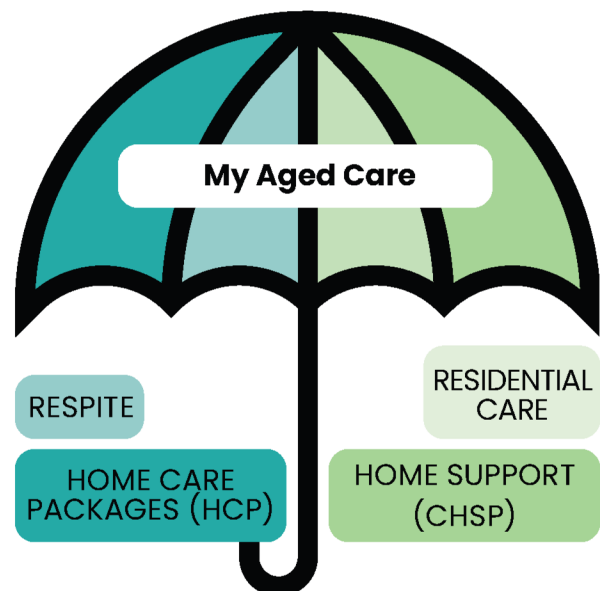 My Aged Care
RESPITE
RESIDENTIAL
CARE
HOME CARE
PACKAGES (HCP)
HOME SUPPORT
(CHSP)